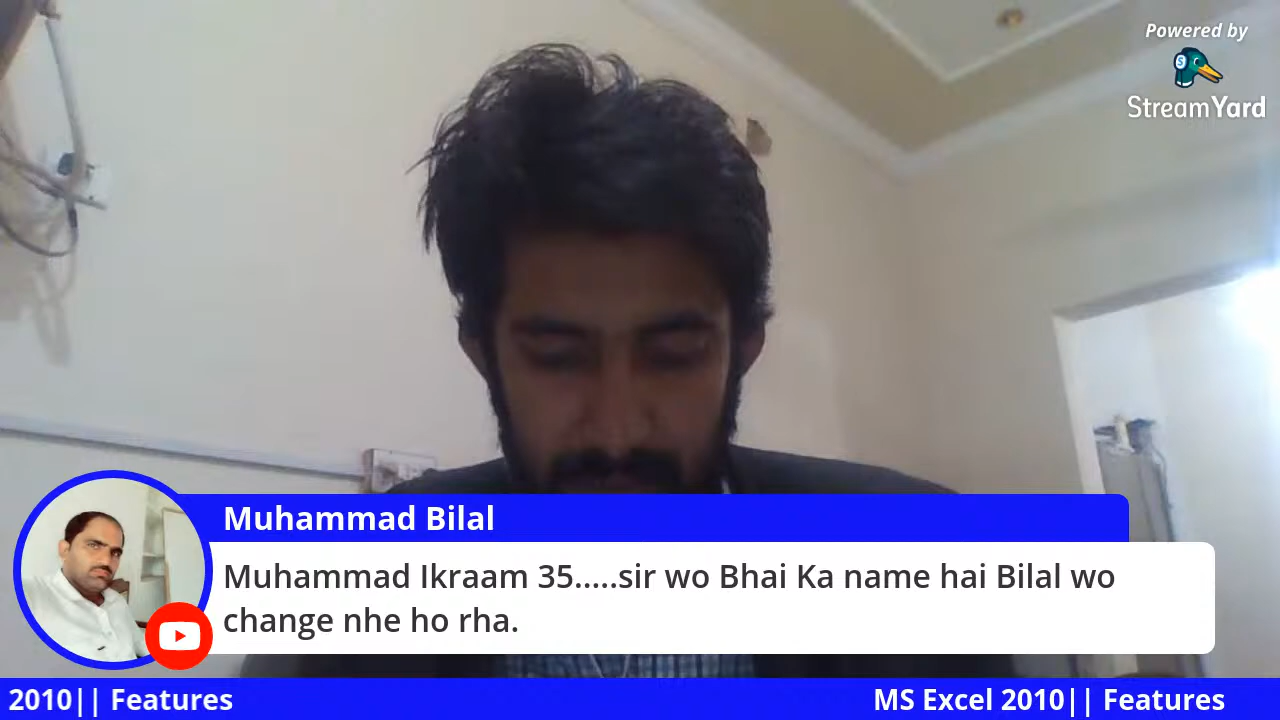 Powered by
StreamYard
Muhammad Bilal
Muhammad Ikraam 35.....sir wo Bhai Ka name hai Bilal wo
change nhe ho rha.
2010|| Features
MS Excel 2010|| Features